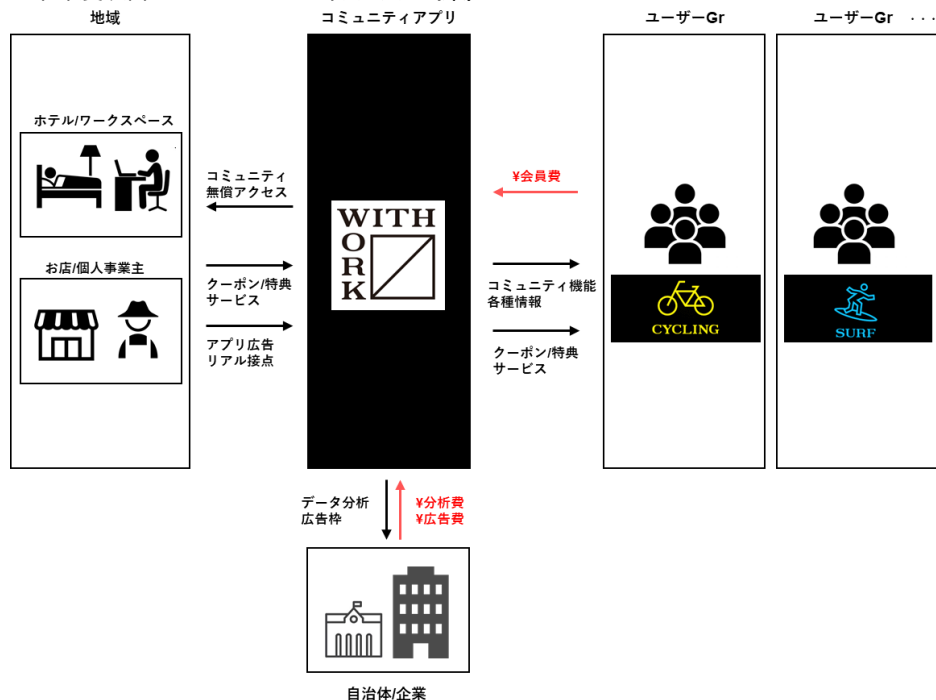 地域
コミュニティアプリ
ユーザーGr
ユーザーGr ・・・
ホテル/ワークスペース
お店/個人事業主
コミュニティ
無償アクセス
クーポン/特典
サービス
アプリ広告
リアル接点
WITH
WORK
¥会員費
コミュニティ機能
各種情報
クーポン/特典
サービス
CYCLING
SURF
データ分析
広告枠
¥分析費
¥広告費
自治体/企業